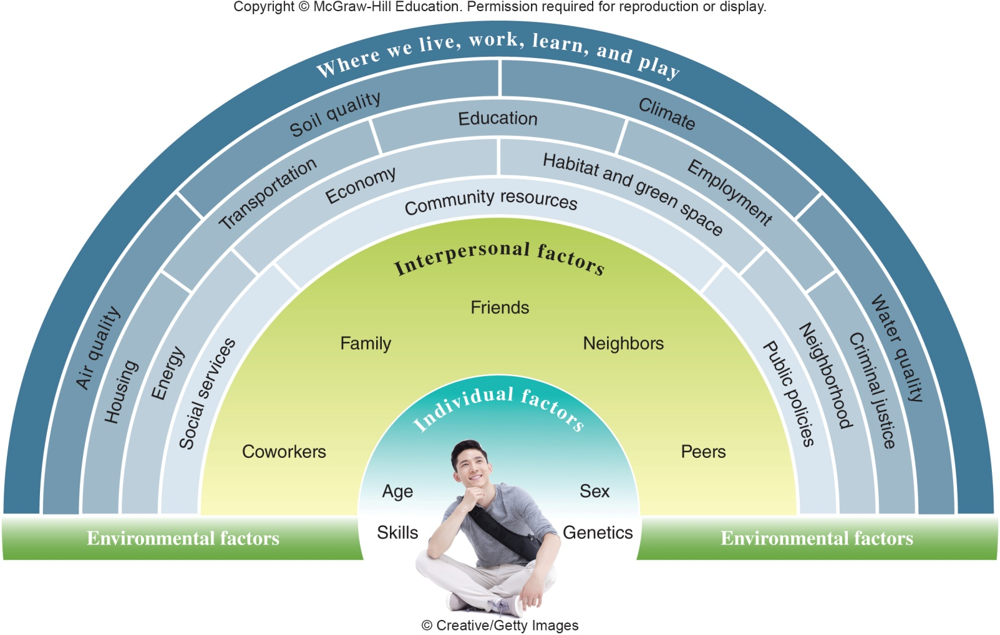 Copyright © McGraw-Hill Education. Permission required for reproduction or display.
Where we live, work, learn, and play
Soil quality
Climate
Air quality
Water quality
Education
Transportation
Employment
Housing
Criminal justice
Economy
Habitat and green space
Energy
Neighborhood
Community resources
Social services
Public policies
Interpersonal factors
Friends
Family
Neighbors
Coworkers
Peers
Individual factors
Age
Sex
Skills
Genetics
Environmental factors
Environmental factors
© Creative/Getty Images